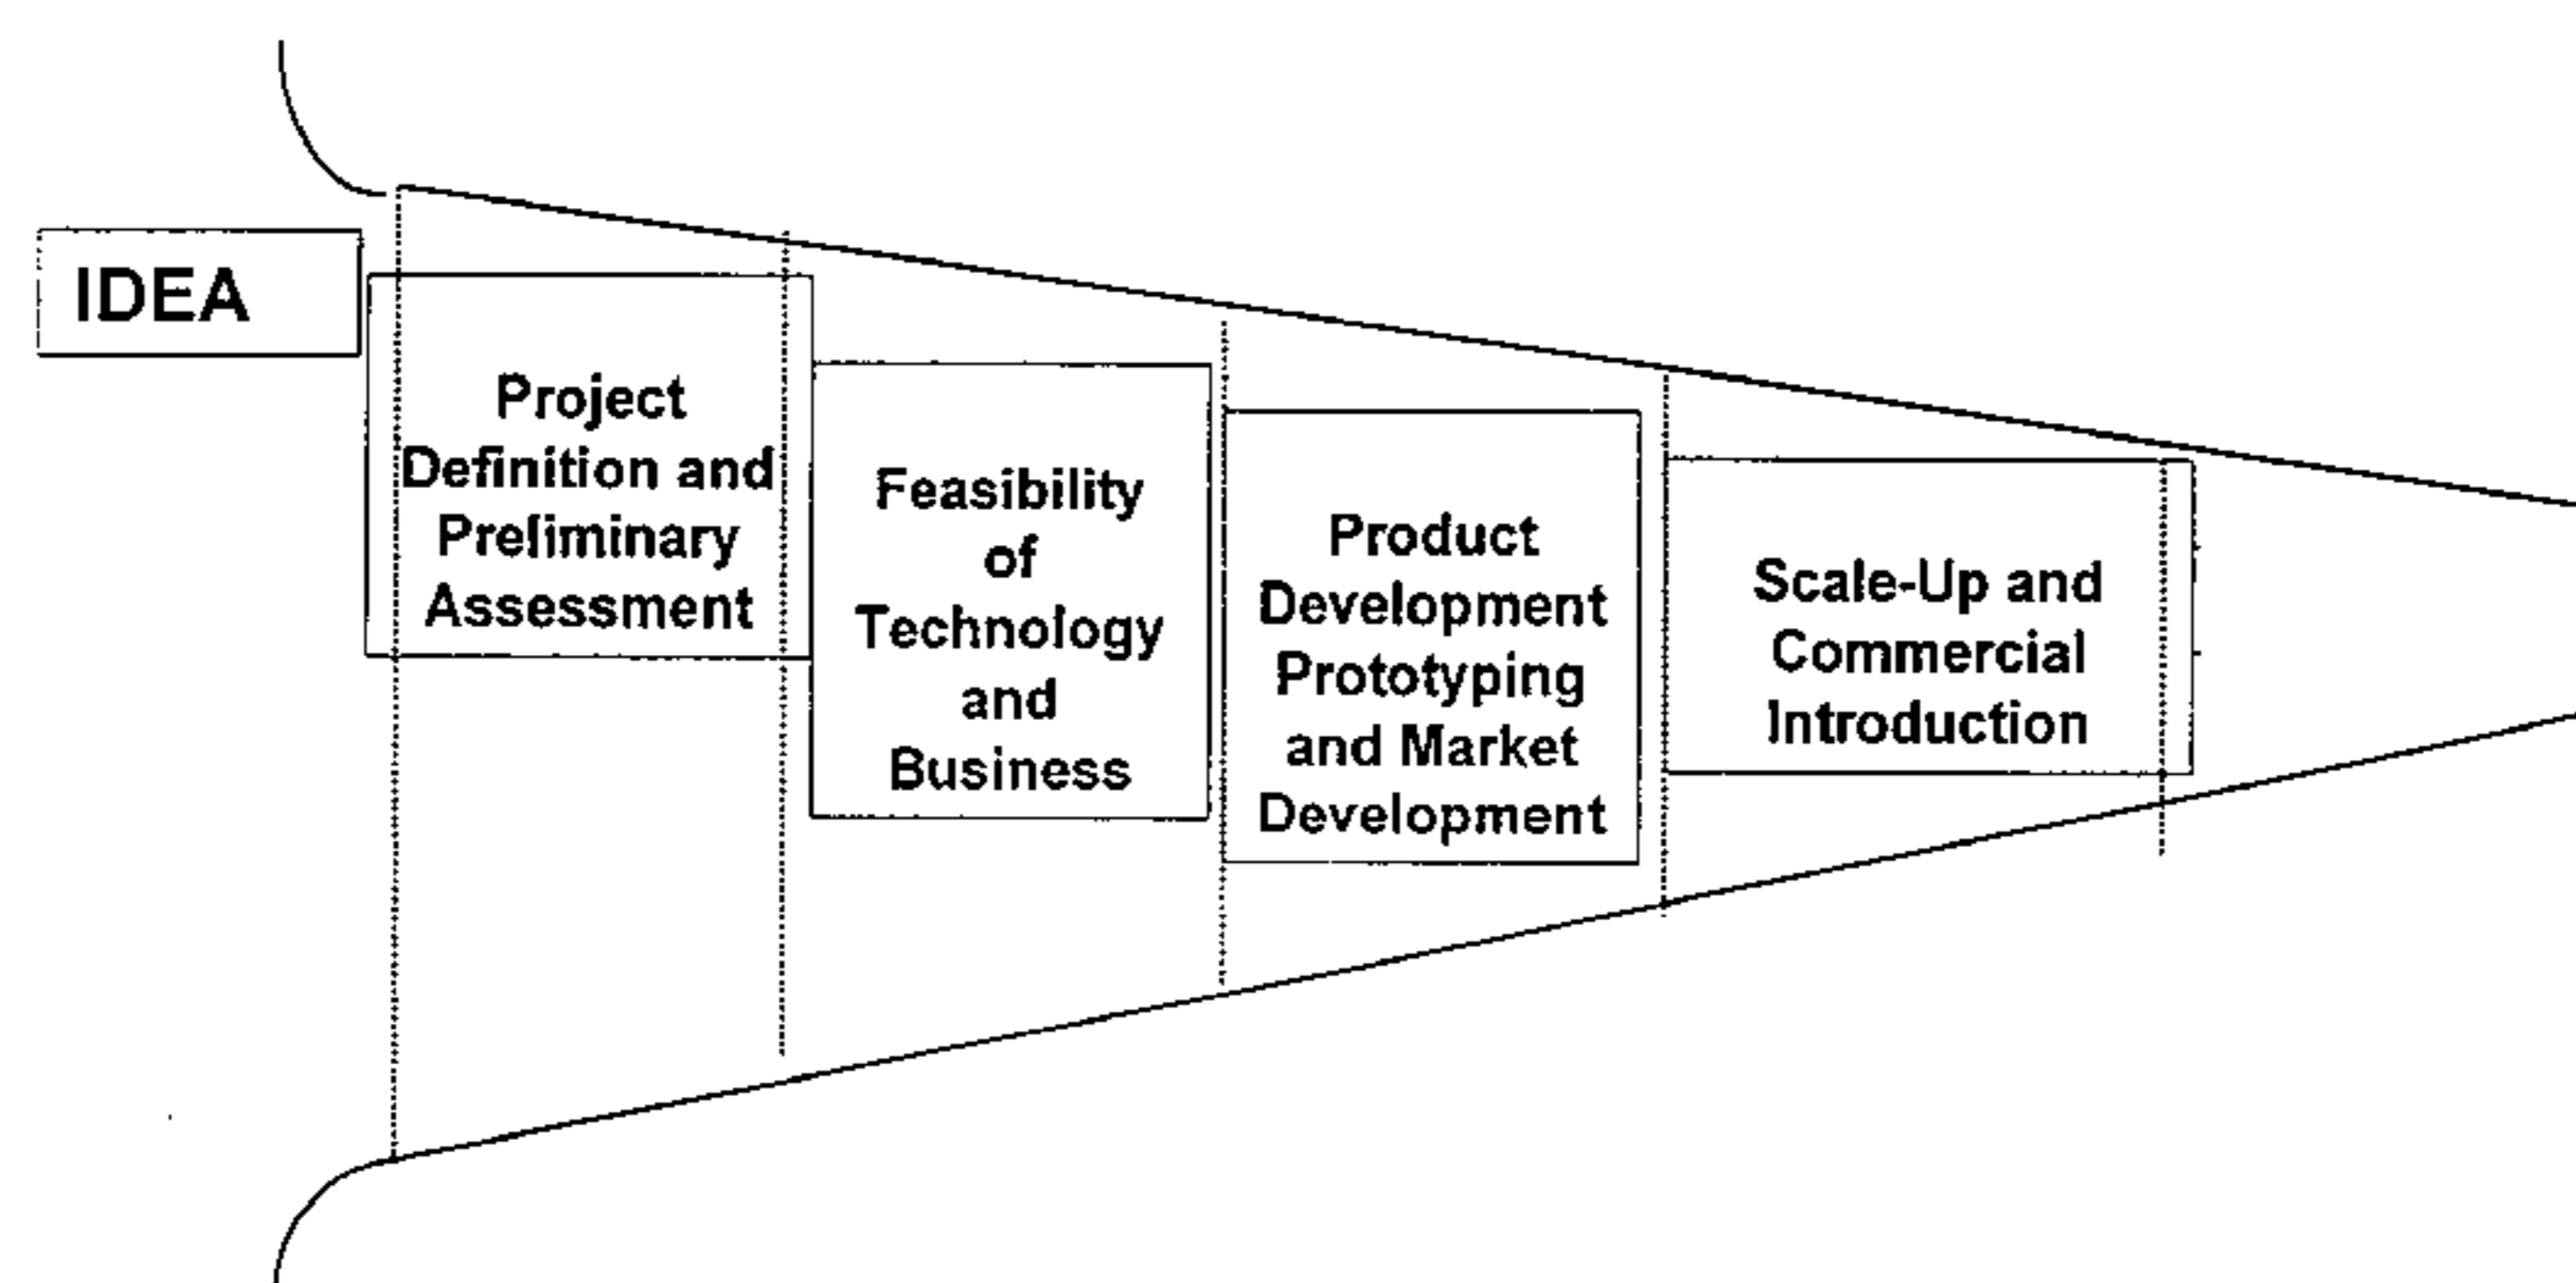 IDEA
Project
Definition and
Preliminary
Assessment
Feasibility
of
Technology
and
Business
Product
Development
Prototyping
and Market
Development
Scale-Up and
Commercial
Introduction